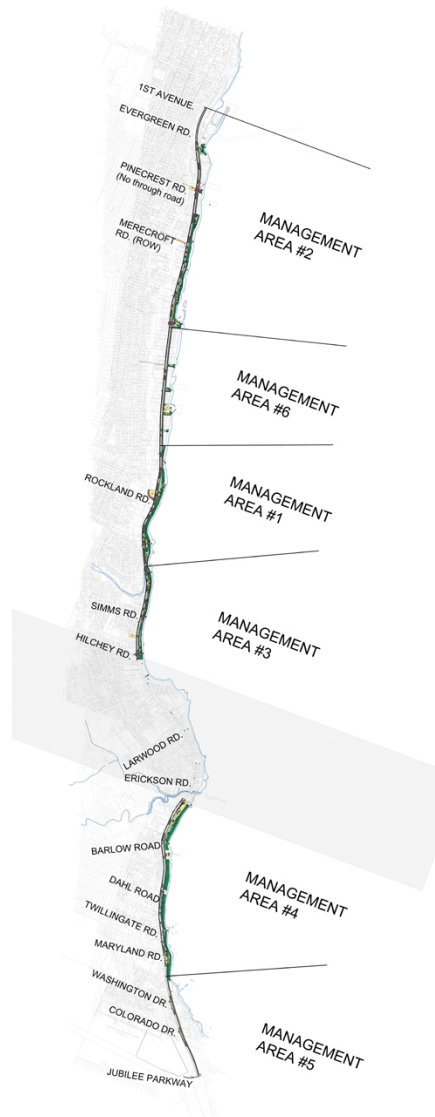 1ST AVENUE.
EVERGREEN RD.
PINECREST RD.
(No through road)
MERECROFT
RD. (ROW)
MANAGEMENT
AREA #2
MANAGEMENT
AREA #6
ROCKLAND RD.
MANAGEMENT
AREA #1
SIMMS RD.
HILCHEY RD.
MANAGEMENT
AREA #3
LARWOOD RD.
ERICKSON RD.
BARLOW ROAD
DAHL ROAD
TWILLINGATE RD.
MARYLAND RD.
MANAGEMENT
AREA #4
WASHINGTON DR.
COLORADO DR.
JUBILEE PARKWAY
MANAGEMENT
AREA #5